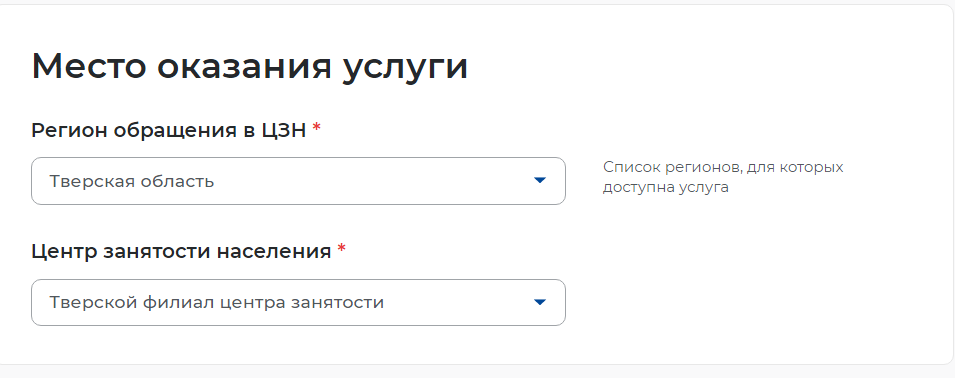 Место оказания услуги
Регион обращения в ЦЗН *
Тверская область
Список регионов, для которых
доступна услуга
Центр занятости населения *
Тверской филиал центра занятости